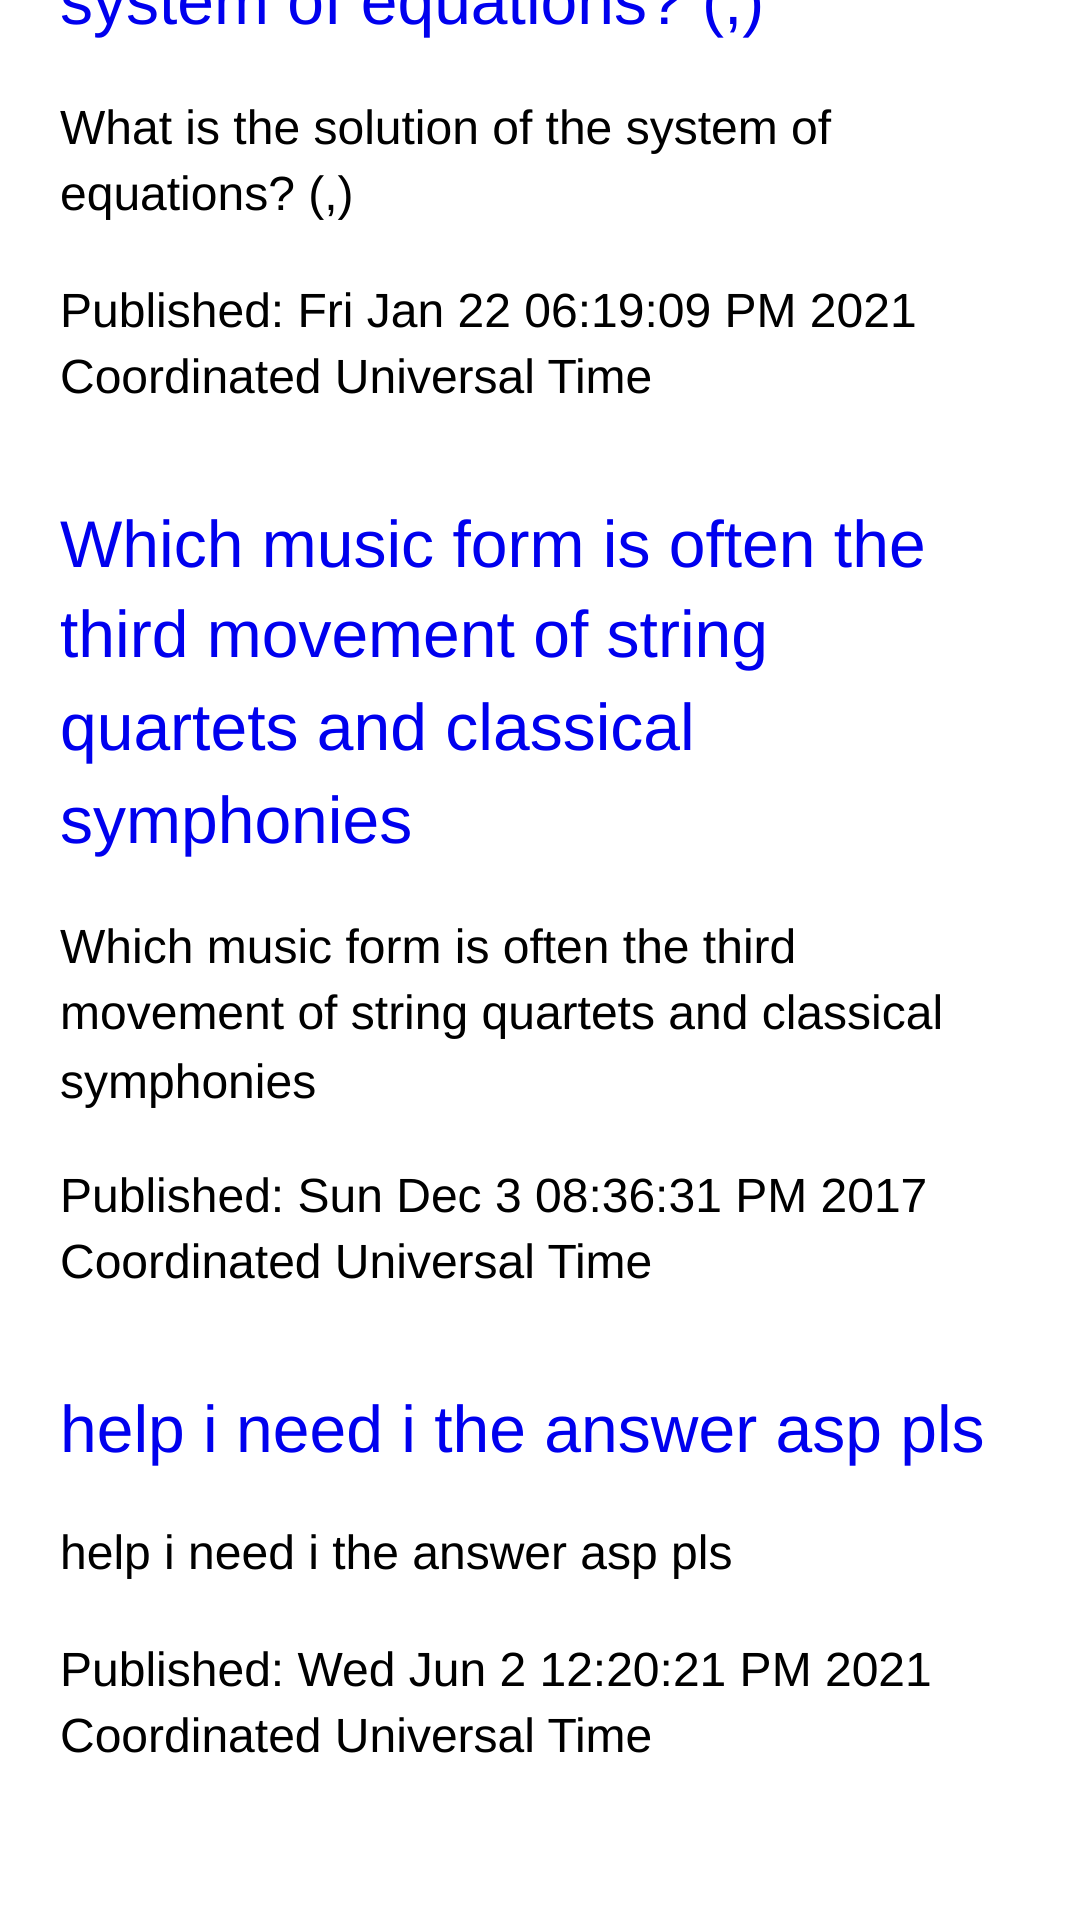 system of equations? (,)
What is the solution of the system of
equations? (,)
Published: Fri Jan 22 06:19:09 PM 2021
Coordinated Universal Time
Which music form is often the
third movement of string
quartets and classical
symphonies
Which music form is often the third
movement of string quartets and classical
symphonies
Published: Sun Dec 3 08:36:31 PM 2017
Coordinated Universal Time
help i need i the answer asp pls
help i need i the answer asp pls
Published: Wed Jun 2 12:20:21 PM 2021
Coordinated Universal Time